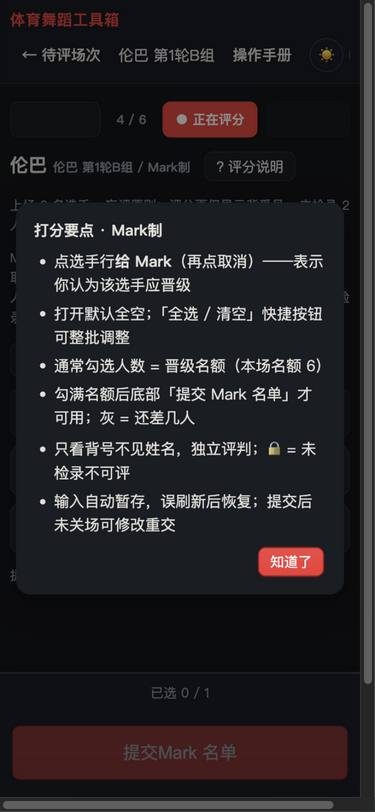 体育舞蹈工具箱
← 待评场次 伦巴 第1轮B组 操作手册
4 / 6 正在评分
伦巴 伦巴 第1轮B组 / Mark制 ? 评分说明
打分要点 · Mark制
• 点选手行给 Mark（再点取消）——表示
你认为该选手应晋级
• 打开默认全空；「全选 / 清空」快捷按钮
可整批调整
• 通常勾选人数 = 晋级名额（本场名额 6）
• 勾满名额后底部「提交 Mark 名单」才
可用；灰 = 还差几人
• 只看背号不见姓名，独立评判；🔒 = 未
检录不可评
• 输入自动暂存，误刷新后恢复；提交后
未关场可修改重交
知道了
已选 0 / 1
提交Mark 名单